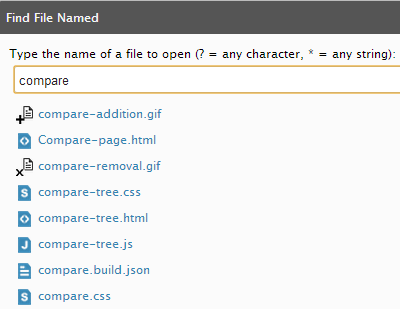 Find File Named
Type the name of a file to open (? = any character, * = any string):
compare
compare-addition.gif
Compare-page.html
compare-removal.gif
compare-tree.css
compare-tree.html
compare-tree.js
compare.build.json
compare.css